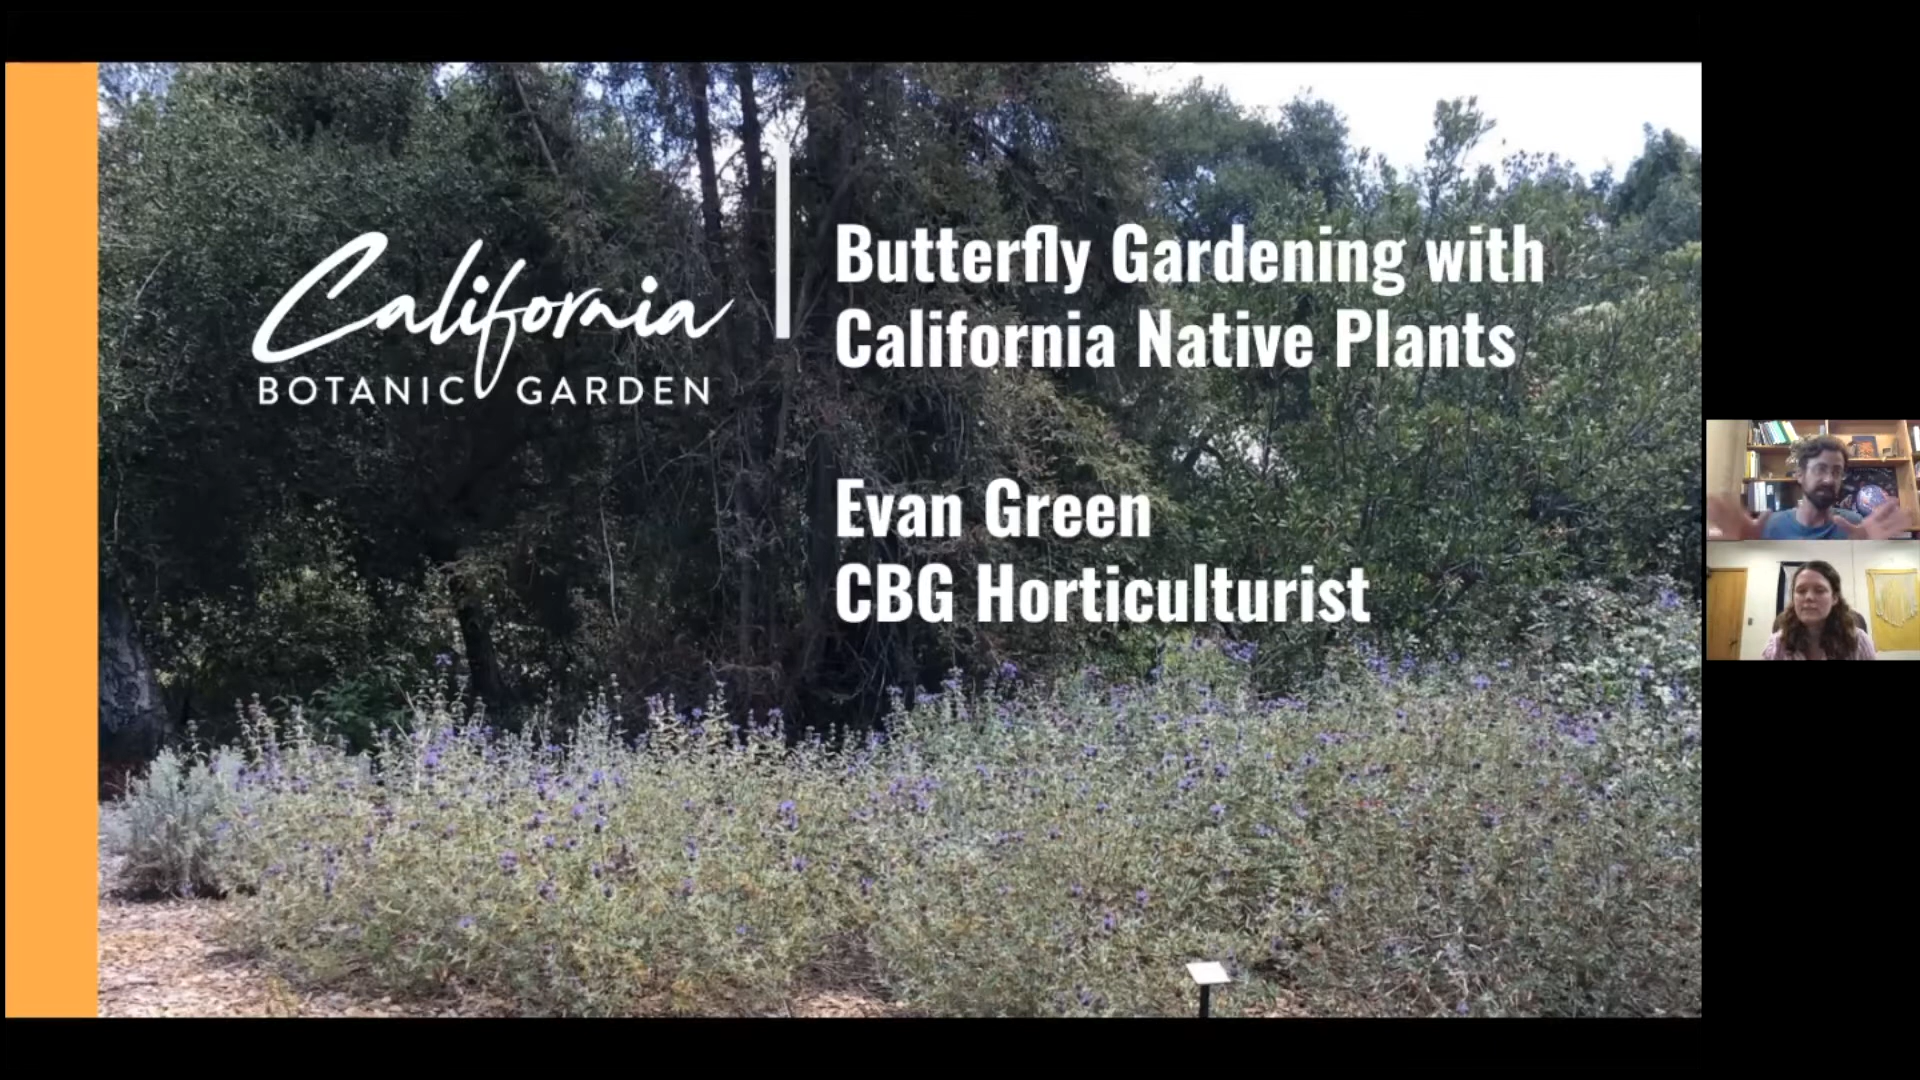 California
BOTANIC GARDEN
Butterfly Gardening with
California Native Plants
Evan Green
CBG Horticulturist